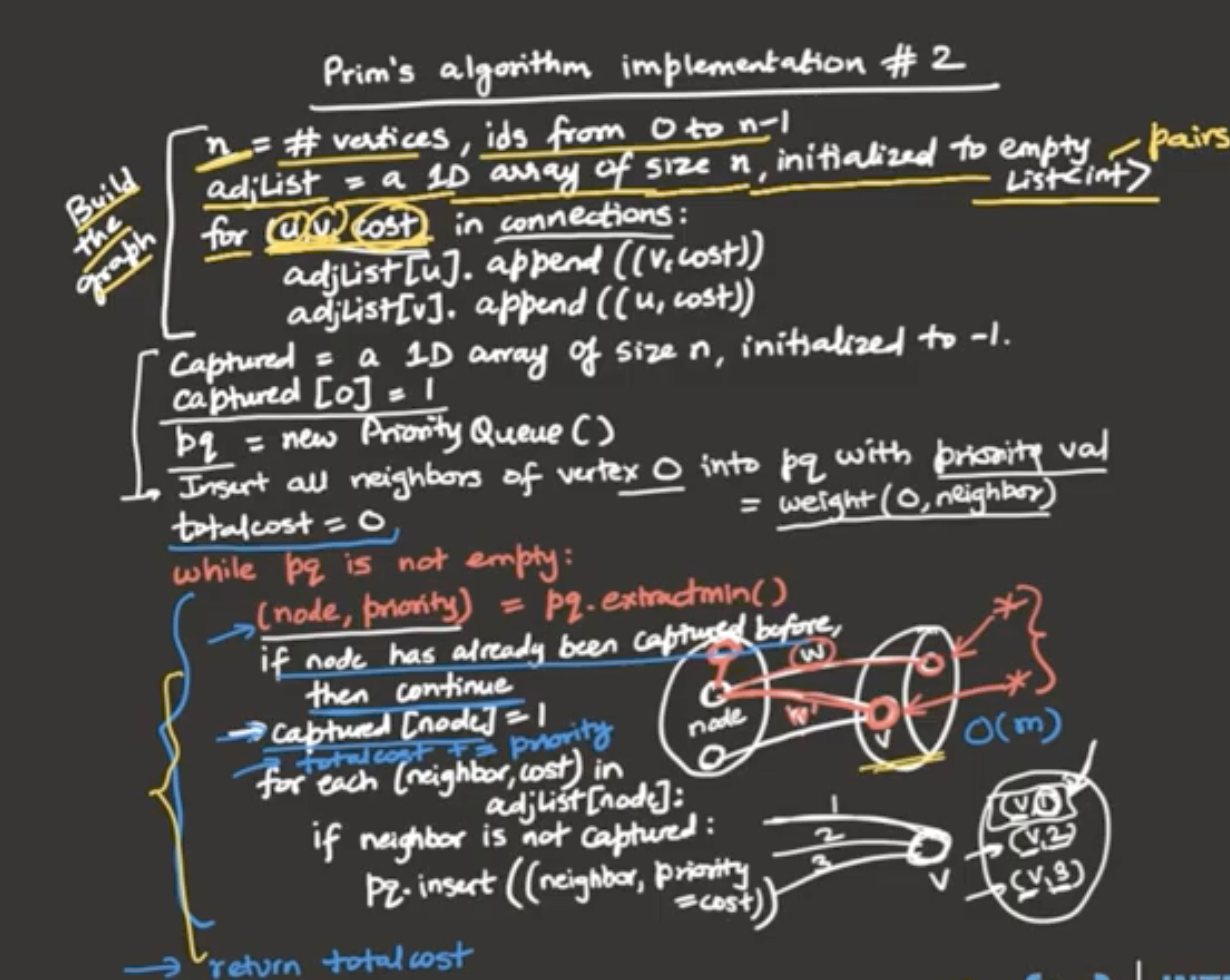 Prim's algorithm implementation # 2
n = # vertices, ids from 0 to n-1
adjList = a 1D array of size n, initialized to empty
List<int>
pairs
Build
the
graph
for (u,v, cost) in connections:
adjList[u]. append ((v, cost))
adjList[v]. append ((u, cost))
Captured = a 1D array of size n, initialized to -1.
captured [0] = 1
pq = new PriorityQueue()
Insert all neighbors of vertex 0 into pq with priority val
= weight (0, neighbor)
totalcost = 0
while pq is not empty:
(node, priority) = pq.extractmin()
if node has already been captured before,
then continue
captured [node] = 1
totalcost += priority
for each (neighbor, cost) in
adjList[node]:
if neighbor is not captured:
pq.insert ((neighbor, priority
=cost))
return totalcost
w
node
w'
v
O(m)
1
2
3
v
(v,1)
(v,2)
(v,3)